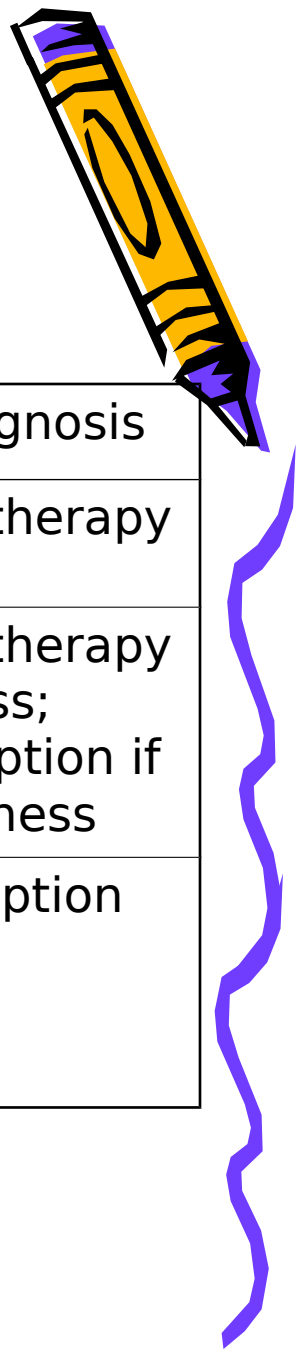 gnosis
therapy
therapy
ss;
ption if
ness
ption